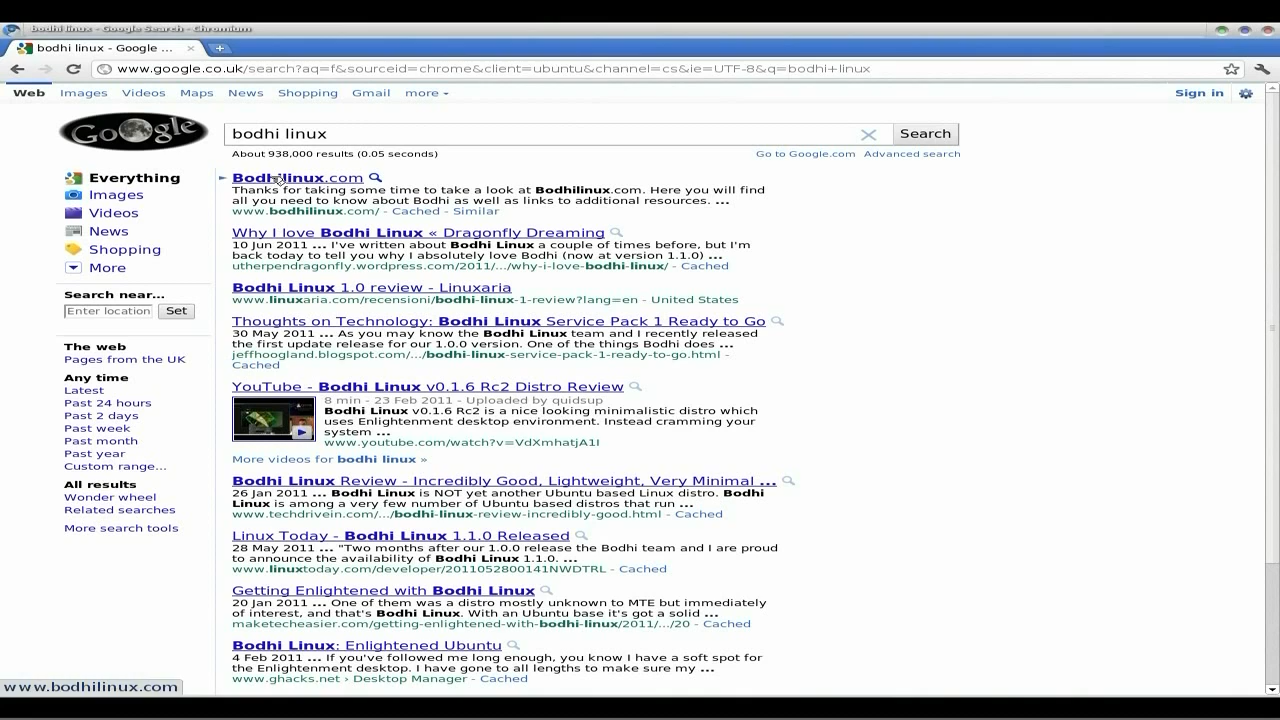 bodhi linux - Google Search - Chromium
bodhi linux - Google ...
www.google.co.uk/search?aq=f&sourceid=chrome&client=ubuntu&channel=cs&ie=UTF-8&q=bodhi+linux
Web Images Videos Maps News Shopping Gmail more Sign in
Google
bodhi linux
Search
About 938,000 results (0.05 seconds)
Go to Google.com Advanced search
Everything
Images
Videos
News
Shopping
More
Search near...
Enter location
Set
The web
Pages from the UK
Any time
Latest
Past 24 hours
Past 2 days
Past week
Past month
Past year
Custom range...
All results
Wonder wheel
Related searches
More search tools
Bodhilinux.com
Thanks for taking some time to take a look at Bodhilinux.com. Here you will find
all you need to know about Bodhi as well as links to additional resources. ...
www.bodhilinux.com/ - Cached - Similar
Why I love Bodhi Linux « Dragonfly Dreaming
10 Jun 2011 ... I've written about Bodhi Linux a couple of times before, but I'm
back today to tell you why I absolutely love Bodhi (now at version 1.1.0) ...
utherpendragonfly.wordpress.com/2011/.../why-i-love-bodhi-linux/ - Cached
Bodhi Linux 1.0 review - Linuxaria
www.linuxaria.com/recensioni/bodhi-linux-1-review?lang=en - United States
Thoughts on Technology: Bodhi Linux Service Pack 1 Ready to Go
30 May 2011 ... As you may know the Bodhi Linux team and I recently released
the first update release for our 1.0.0 version. One of the things Bodhi does ...
jeffhoogland.blogspot.com/.../bodhi-linux-service-pack-1-ready-to-go.html -
Cached
YouTube - Bodhi Linux v0.1.6 Rc2 Distro Review
8 min - 23 Feb 2011 - Uploaded by quidsup
Bodhi Linux v0.1.6 Rc2 is a nice looking minimalistic distro which
uses Enlightenment desktop environment. Instead cramming your
system ...
www.youtube.com/watch?v=VdXmhatjA1I
More videos for bodhi linux »
Bodhi Linux Review - Incredibly Good, Lightweight, Very Minimal ...
26 Jan 2011 ... Bodhi Linux is NOT yet another Ubuntu based Linux distro. Bodhi
Linux is among a very few number of Ubuntu based distros that run ...
www.techdrivein.com/.../bodhi-linux-review-incredibly-good.html - Cached
Linux Today - Bodhi Linux 1.1.0 Released
28 May 2011 ... "Two months after our 1.0.0 release the Bodhi team and I are proud
to announce the availability of Bodhi Linux 1.1.0. ...
www.linuxtoday.com/developer/2011052800141NWDTRL - Cached
Getting Enlightened with Bodhi Linux
20 Jan 2011 ... One of them was a distro mostly unknown to MTE but immediately
of interest, and that's Bodhi Linux. With an Ubuntu base it's got a solid ...
maketecheasier.com/getting-enlightened-with-bodhi-linux/2011/.../20 - Cached
Bodhi Linux: Enlightened Ubuntu
4 Feb 2011 ... If you've followed me long enough, you know I have a soft spot for
the Enlightenment desktop. I have gone to all lengths to make sure my ...
www.ghacks.net › Desktop Manager - Cached
www.bodhilinux.com